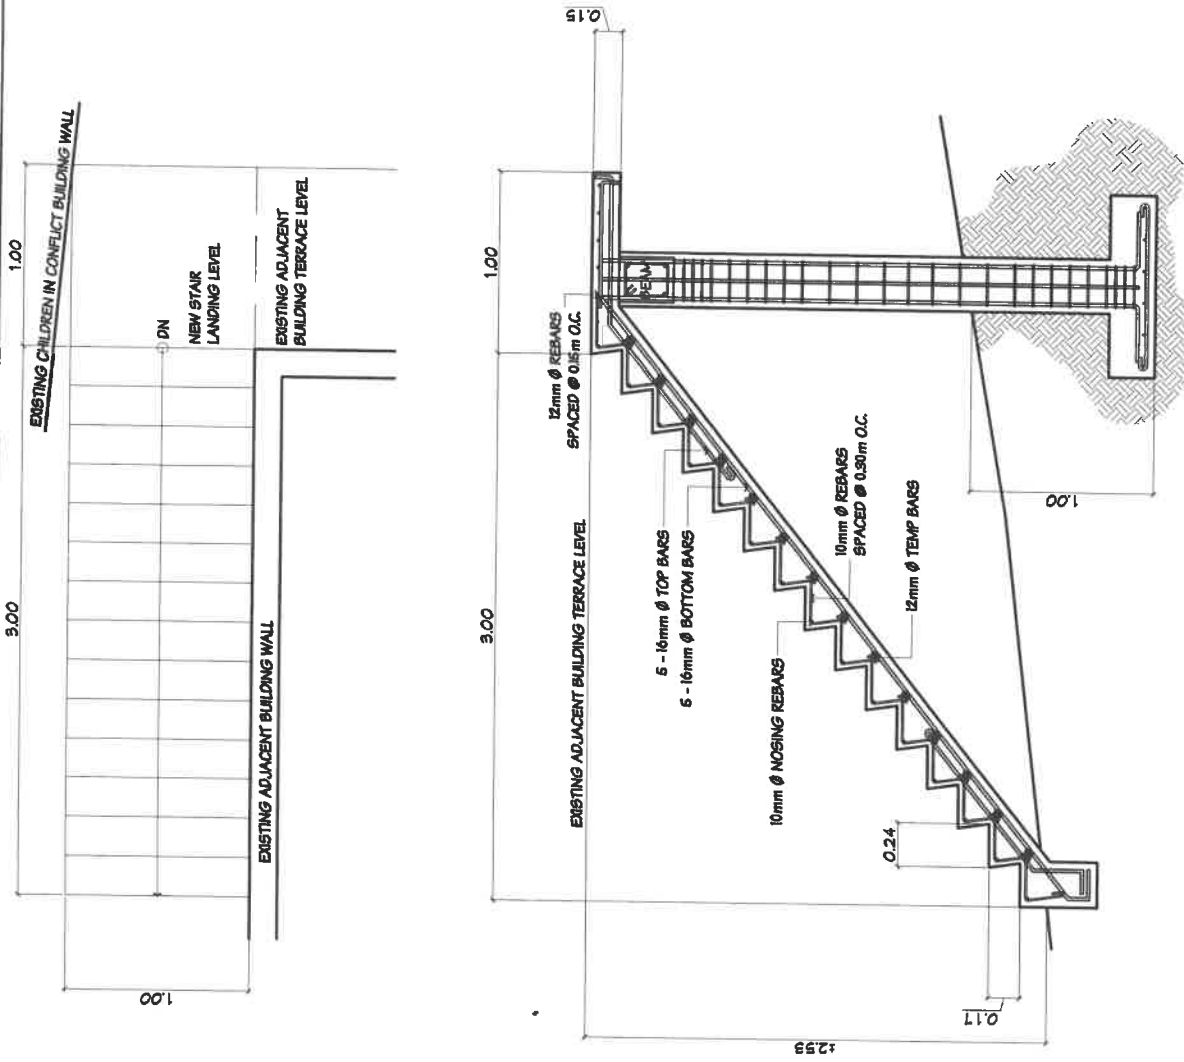 EXISTING CHILDREN IN CONFLICT BUILDING WALL
1.00
3.00
DN
NEW STAIR
LANDING LEVEL
EXISTING ADJACENT
BUILDING TERRACE LEVEL
EXISTING ADJACENT BUILDING WALL
1.00
0.15
1.00
3.00
BEAM
12mm Ø REBARS
SPACED @ 0.15m O.C.
EXISTING ADJACENT BUILDING TERRACE LEVEL
5 - 16mm Ø TOP BARS
5 - 16mm Ø BOTTOM BARS
10mm Ø REBARS
SPACED @ 0.30m O.C.
12mm Ø TEMP BARS
10mm Ø NOSING REBARS
1.00
0.24
0.17
±2.53